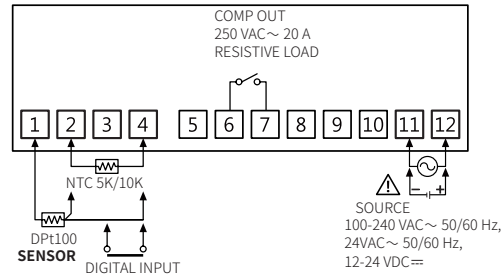 COMP OUT
250 VAC～ 20 A
RESISTIVE LOAD
1 2 3 4 5 6 7 8 9 10 11 12
NTC 5K/10K
DPt100
SENSOR
DIGITAL INPUT
− +
SOURCE
100-240 VAC～ 50/60 Hz,
24VAC～ 50/60 Hz,
12-24 VDC⎓